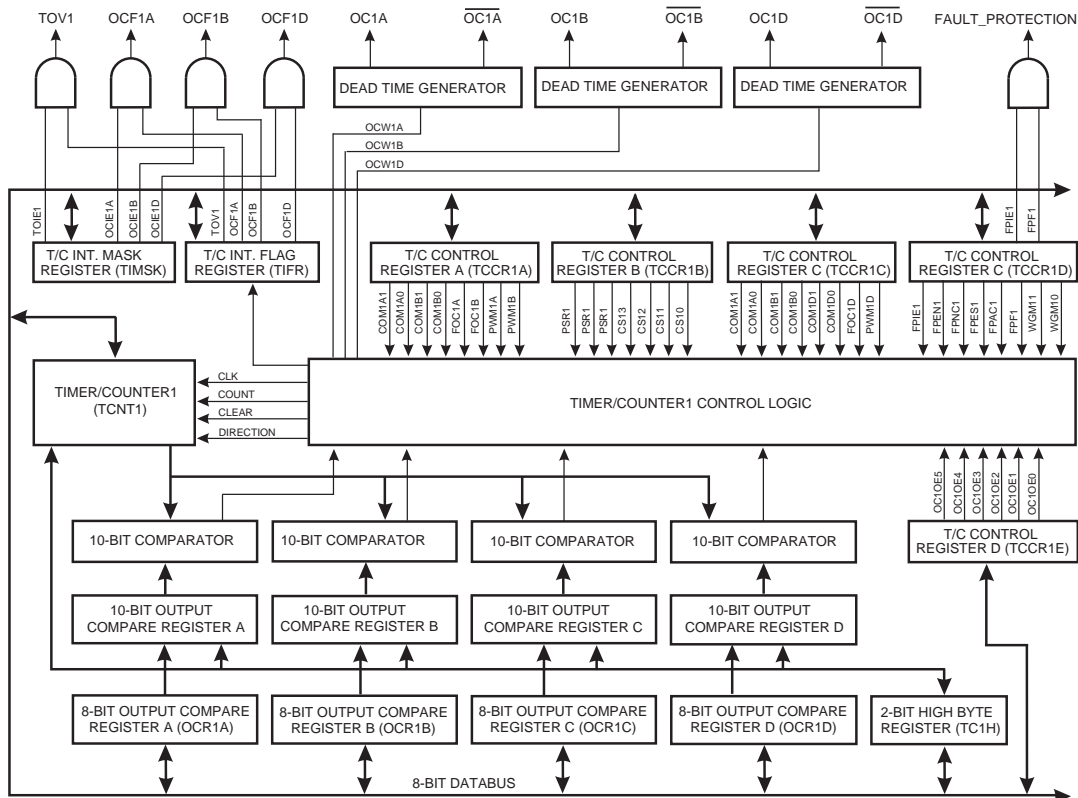 TOV1 OCF1A OCF1B OCF1D OC1A OC1A OC1B OC1B OC1D OC1D FAULT_PROTECTION
DEAD TIME GENERATOR DEAD TIME GENERATOR DEAD TIME GENERATOR
OCW1A
OCW1B
OCW1D
TOIE1 OCIE1A OCIE1B OCIE1D TOV1 OCF1A OCF1B OCF1D FPIE1 FPF1
T/C INT. MASK
REGISTER (TIMSK)
T/C INT. FLAG
REGISTER (TIFR)
T/C CONTROL
REGISTER A (TCCR1A)
T/C CONTROL
REGISTER B (TCCR1B)
T/C CONTROL
REGISTER C (TCCR1C)
T/C CONTROL
REGISTER C (TCCR1D)
COM1A1 COM1A0 COM1B1 COM1B0 FOC1A FOC1B PWM1A PWM1B
PSR1 PSR1 PSR1 CS13 CS12 CS11 CS10
COM1A1 COM1A0 COM1B1 COM1B0 COM1D1 COM1D0 FOC1D PWM1D
FPIE1 FPEN1 FPNC1 FPES1 FPAC1 FPF1 WGM11 WGM10
TIMER/COUNTER1
(TCNT1)
CLK
COUNT
CLEAR
DIRECTION
TIMER/COUNTER1 CONTROL LOGIC
OC1OE5 OC1OE4 OC1OE3 OC1OE2 OC1OE1 OC1OE0
10-BIT COMPARATOR 10-BIT COMPARATOR 10-BIT COMPARATOR 10-BIT COMPARATOR
T/C CONTROL
REGISTER D (TCCR1E)
10-BIT OUTPUT
COMPARE REGISTER A
10-BIT OUTPUT
COMPARE REGISTER B
10-BIT OUTPUT
COMPARE REGISTER C
10-BIT OUTPUT
COMPARE REGISTER D
8-BIT OUTPUT COMPARE
REGISTER A (OCR1A)
8-BIT OUTPUT COMPARE
REGISTER B (OCR1B)
8-BIT OUTPUT COMPARE
REGISTER C (OCR1C)
8-BIT OUTPUT COMPARE
REGISTER D (OCR1D)
2-BIT HIGH BYTE
REGISTER (TC1H)
8-BIT DATABUS